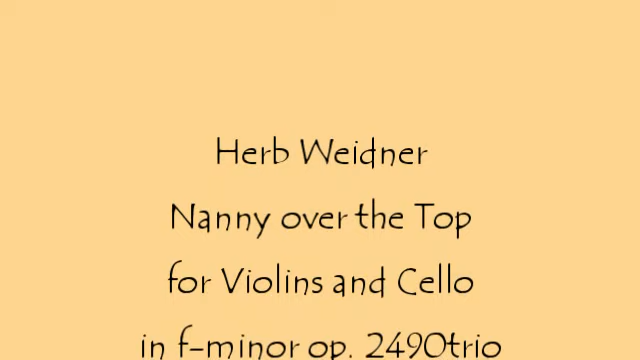 Herb Weidner
Nanny over the Top
for Violins and Cello
in f-minor op. 2490trio